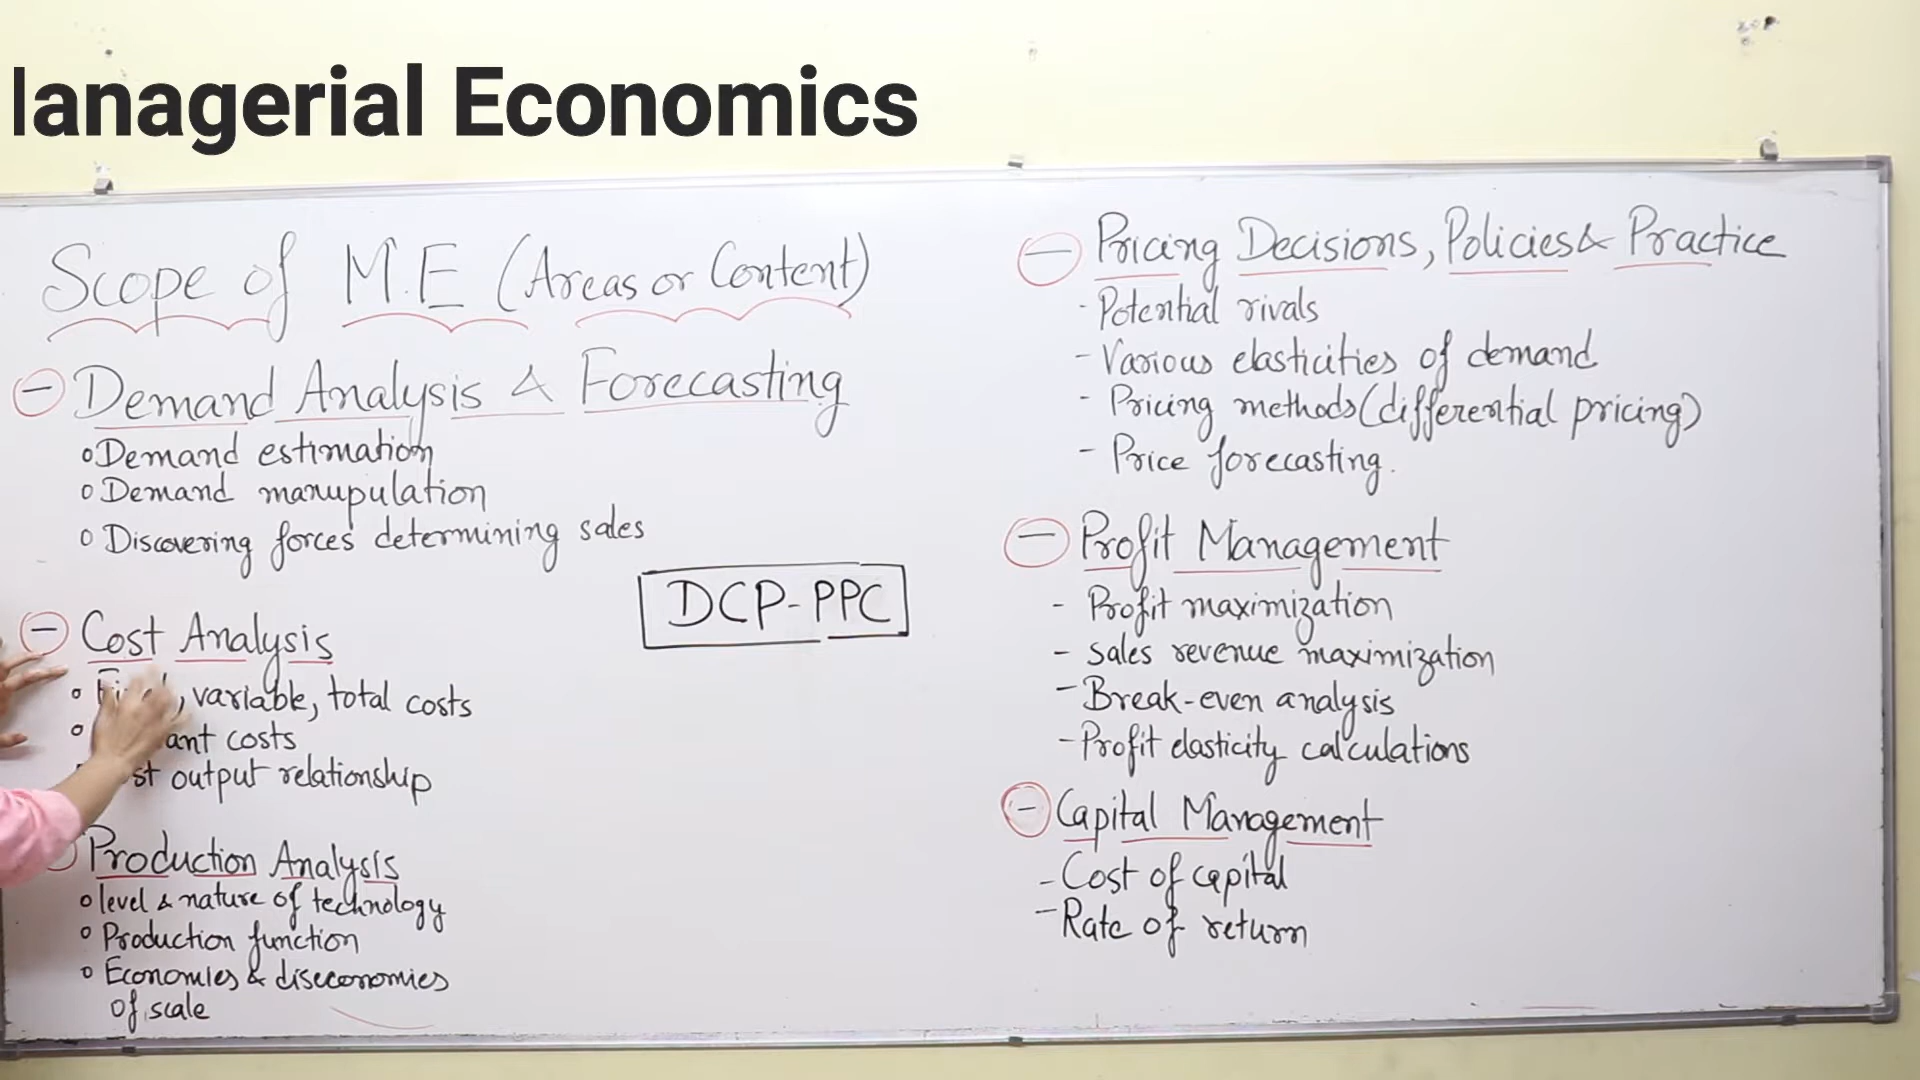 lanagerial Economics
Scope of M.E (Areas or Content)
- Demand Analysis & Forecasting
o Demand estimation
o Demand manupulation
o Discovering forces determining sales
- Cost Analysis
o variable, total costs
o costs
output relationship
Production Analysis
o level & nature of technology
o Production function
o Economies & diseconomies
of scale
DCP-PPC
- Pricing Decisions, Policies & Practice
- Potential rivals
- Various elasticities of demand
- Pricing methods (differential pricing)
- Price forecasting.
- Profit Management
- Profit maximization
- Sales revenue maximization
- Break-even analysis
- Profit elasticity calculations
- Capital Management
- Cost of capital
- Rate of return